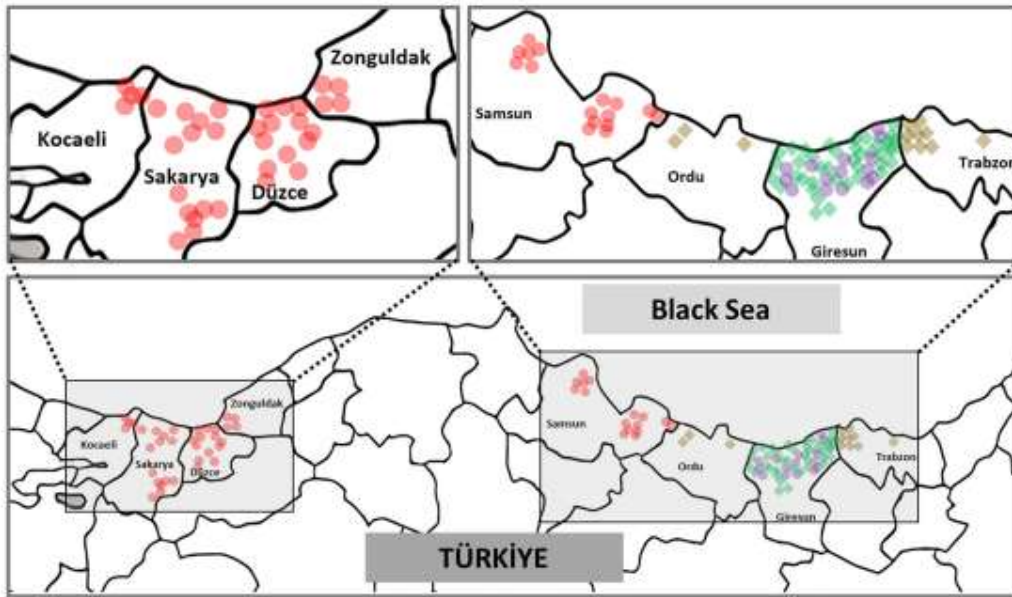 Zonguldak
Kocaeli
Sakarya
Düzce
Samsun
Ordu
Trabzon
Giresun
Black Sea
Zonguldak
Kocaeli
Sakarya
Düzce
Samsun
Ordu
Trabzon
Giresun
TÜRKİYE